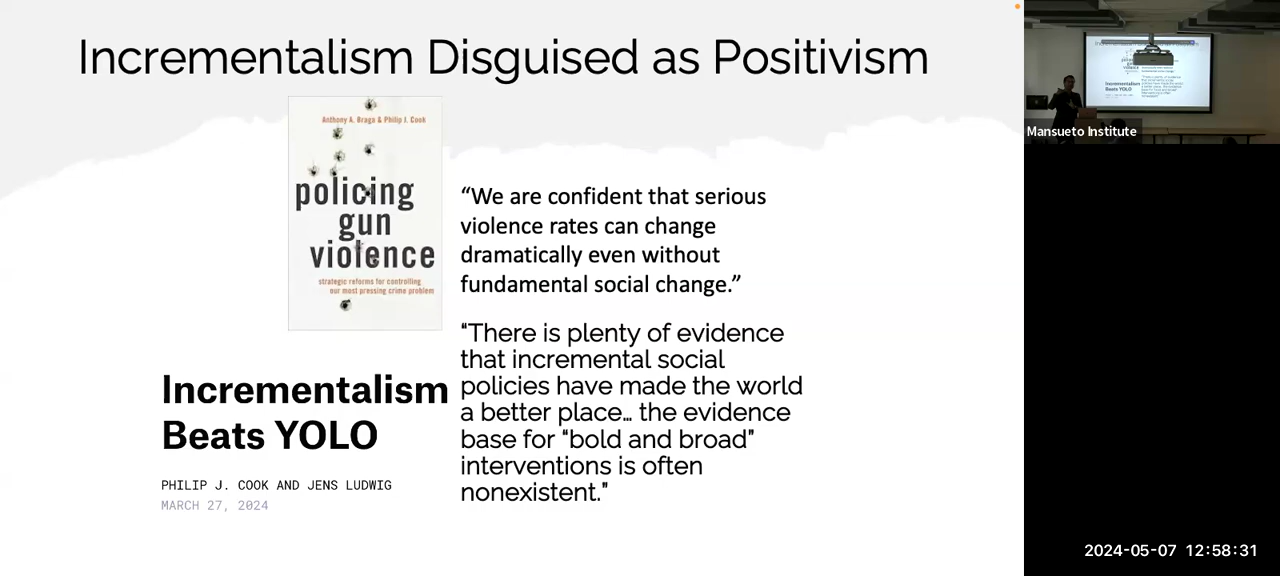 Incrementalism Disguised as Positivism
Anthony A. Braga & Philip J. Cook
policing
gun
violence
strategic reforms for controlling
our most pressing crime problem
“We are confident that serious
violence rates can change
dramatically even without
fundamental social change.”
"There is plenty of evidence
that incremental social
policies have made the world
a better place… the evidence
base for "bold and broad"
interventions is often
nonexistent."
Incrementalism
Beats YOLO
PHILIP J. COOK AND JENS LUDWIG
MARCH 27, 2024
Mansueto Institute
2024-05-07 12:58:31